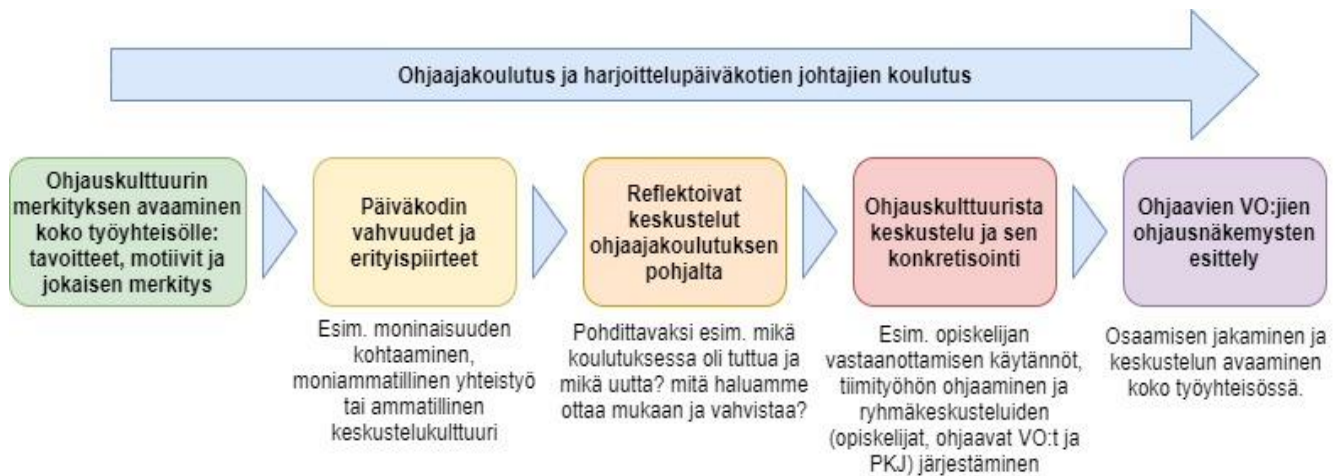 Ohjaajakoulutus ja harjoittelupäiväkotien johtajien koulutus
Ohjauskulttuurin
merkityksen avaaminen
koko työyhteisölle:
tavoitteet, motiivit ja
jokaisen merkitys
Päiväkodin
vahvuudet ja
erityispiirteet
Esim. moninaisuuden
kohtaaminen,
moniammatillinen yhteistyö
tai ammatillinen
keskustelukulttuuri
Reflektoivat
keskustelut
ohjaajakoulutuksen
pohjalta
Pohdittavaksi esim. mikä
koulutuksessa oli tuttua ja
mikä uutta? mitä haluamme
ottaa mukaan ja vahvistaa?
Ohjauskulttuurista
keskustelu ja sen
konkretisointi
Esim. opiskelijan
vastaanottamisen käytännöt,
tiimityöhön ohjaaminen ja
ryhmäkeskusteluiden
(opiskelijat, ohjaavat VO:t ja
PKJ) järjestäminen
Ohjaavien VO:jien
ohjausnäkemysten
esittely
Osaamisen jakaminen ja
keskustelun avaaminen
koko työyhteisössä.